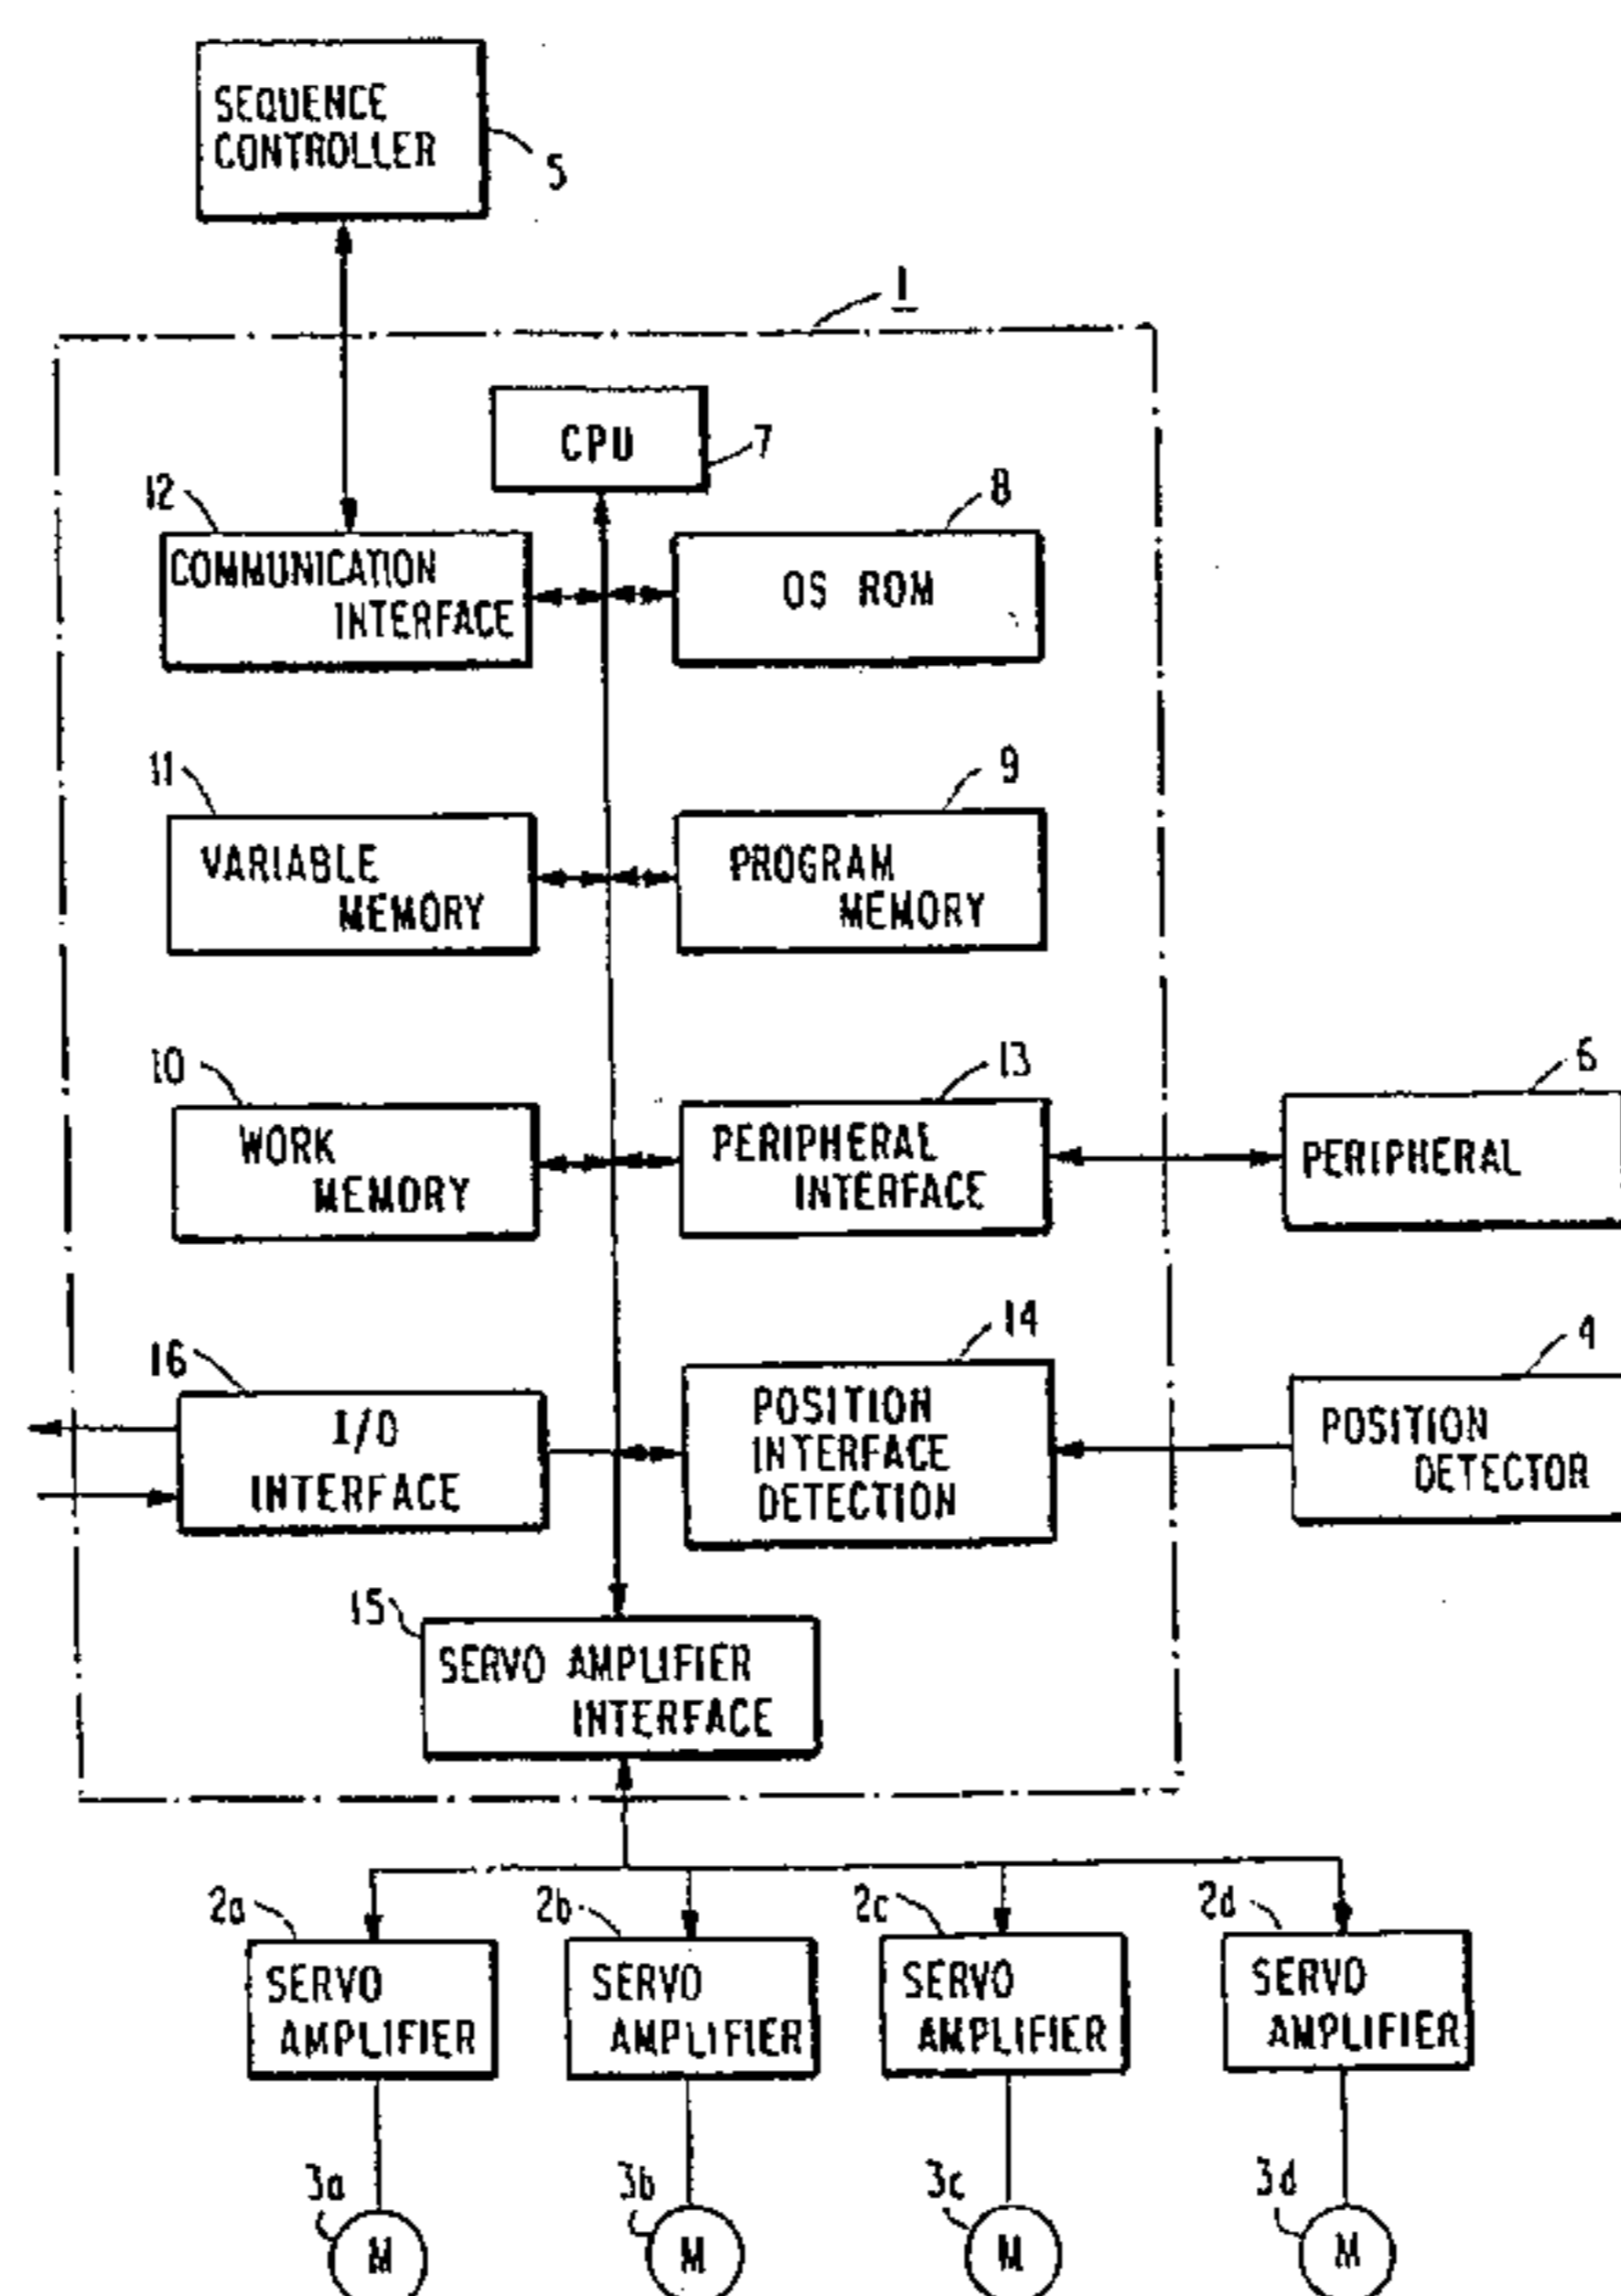 SEQUENCE
CONTROLLER
5
1
CPU
7
12
8
COMMUNICATION
INTERFACE
OS ROM
11
9
VARIABLE
MEMORY
PROGRAM
MEMORY
10
13
6
WORK
MEMORY
PERIPHERAL
INTERFACE
PERIPHERAL
16
14
4
I/O
INTERFACE
POSITION
INTERFACE
DETECTION
POSITION
DETECTOR
15
SERVO AMPLIFIER
INTERFACE
2a
2b
2c
2d
SERVO
AMPLIFIER
SERVO
AMPLIFIER
SERVO
AMPLIFIER
SERVO
AMPLIFIER
3a
3b
3c
3d
M
M
M
M